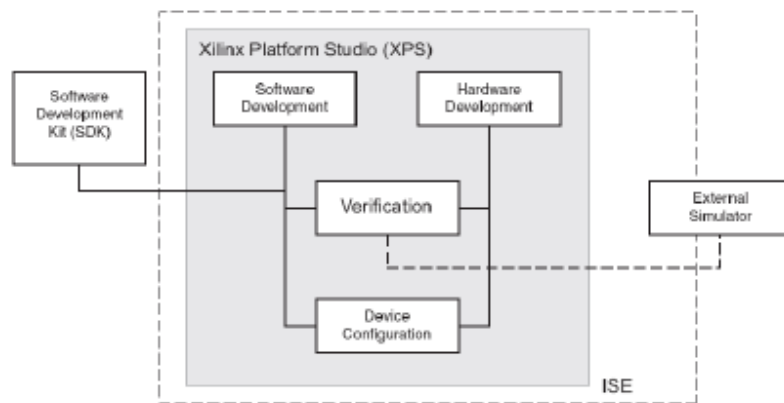 Xilinx Platform Studio (XPS)
Software
Development
Kit (SDK)
Software
Development
Hardware
Development
Verification
External
Simulator
Device
Configuration
ISE